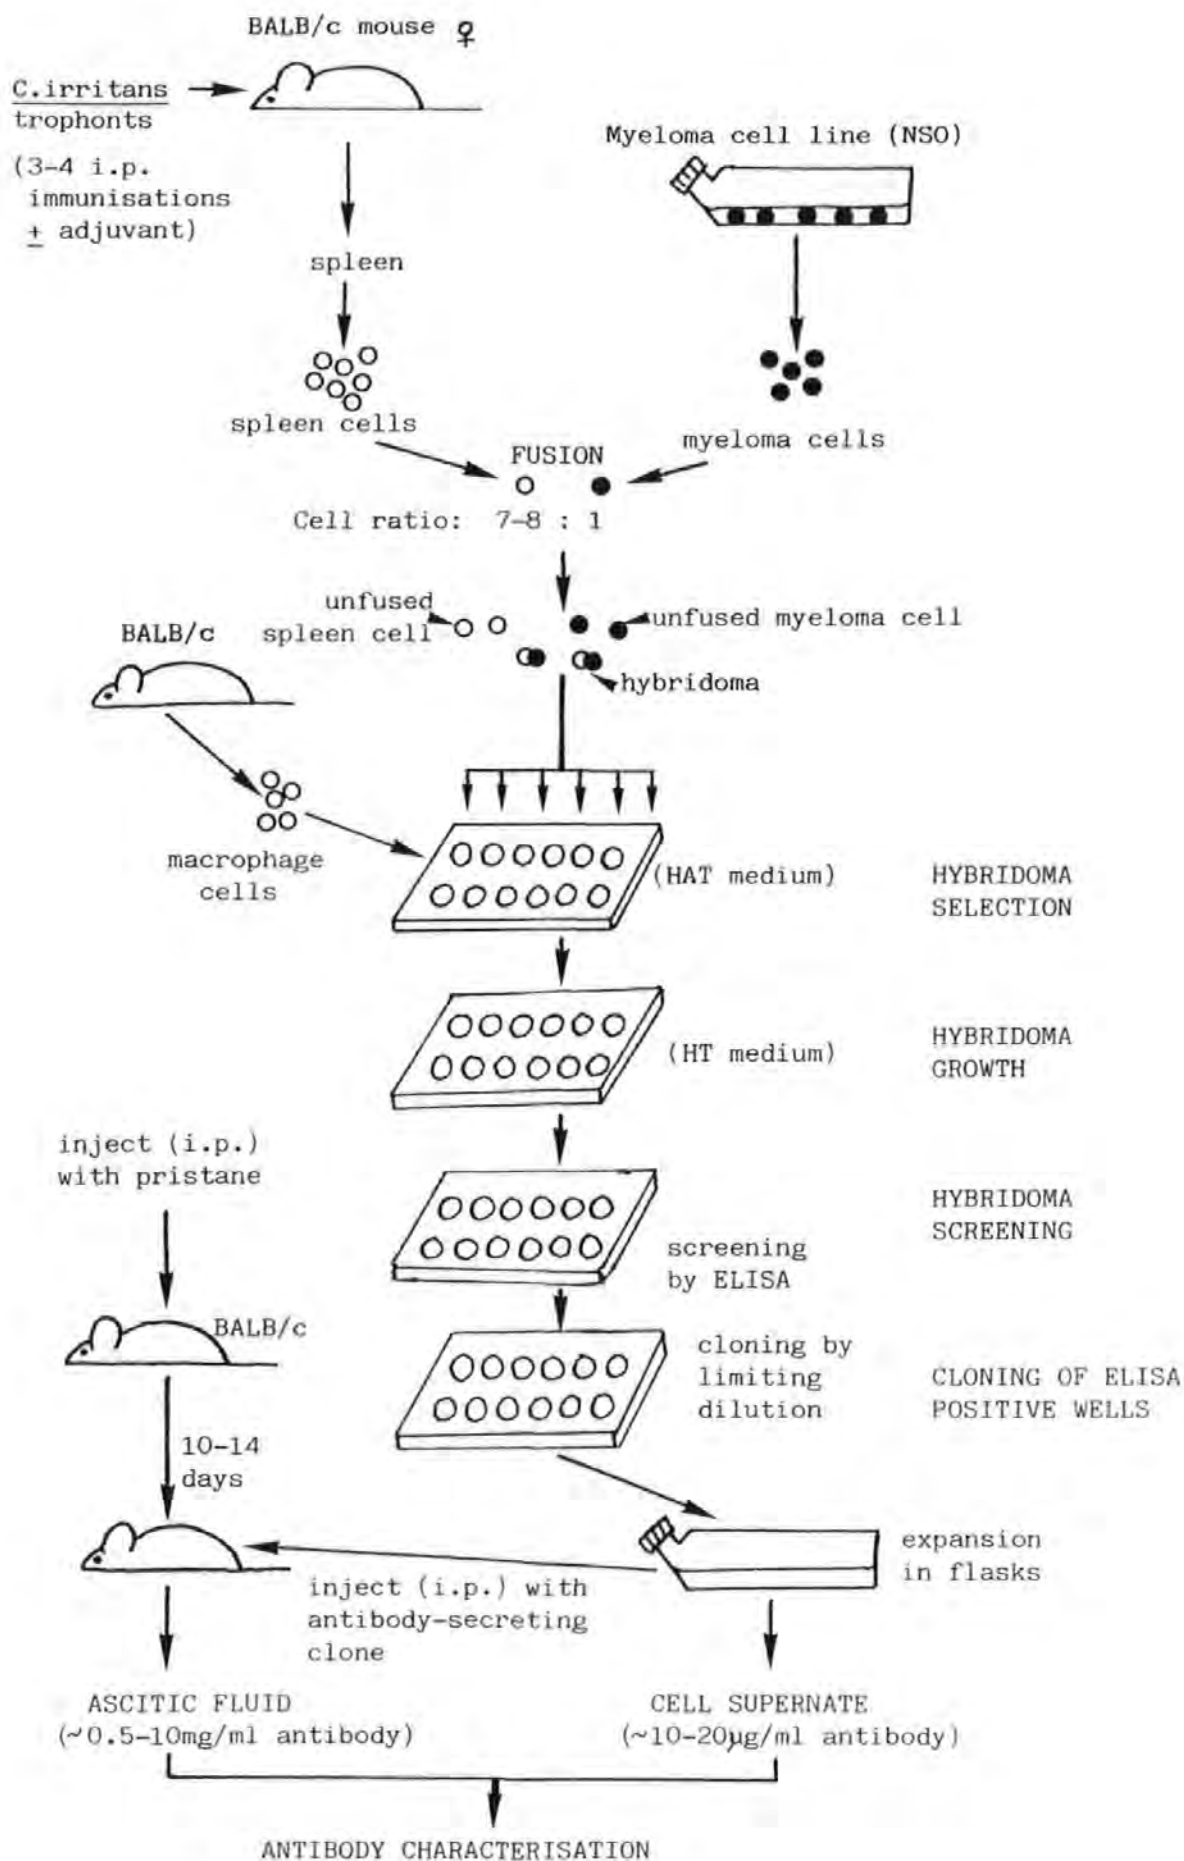 BALB/c mouse ♀
C.irritans
trophonts
(3-4 i.p.
immunisations
± adjuvant)
Myeloma cell line (NSO)
spleen
spleen cells
myeloma cells
FUSION
Cell ratio: 7-8 : 1
unfused
spleen cell
unfused myeloma cell
hybridoma
BALB/c
macrophage
cells
(HAT medium)
HYBRIDOMA
SELECTION
(HT medium)
HYBRIDOMA
GROWTH
inject (i.p.)
with pristane
screening
by ELISA
HYBRIDOMA
SCREENING
BALB/c
cloning by
limiting
dilution
CLONING OF ELISA
POSITIVE WELLS
10-14
days
expansion
in flasks
inject (i.p.) with
antibody-secreting
clone
ASCITIC FLUID
(~0.5-10mg/ml antibody)
CELL SUPERNATE
(~10-20µg/ml antibody)
ANTIBODY CHARACTERISATION